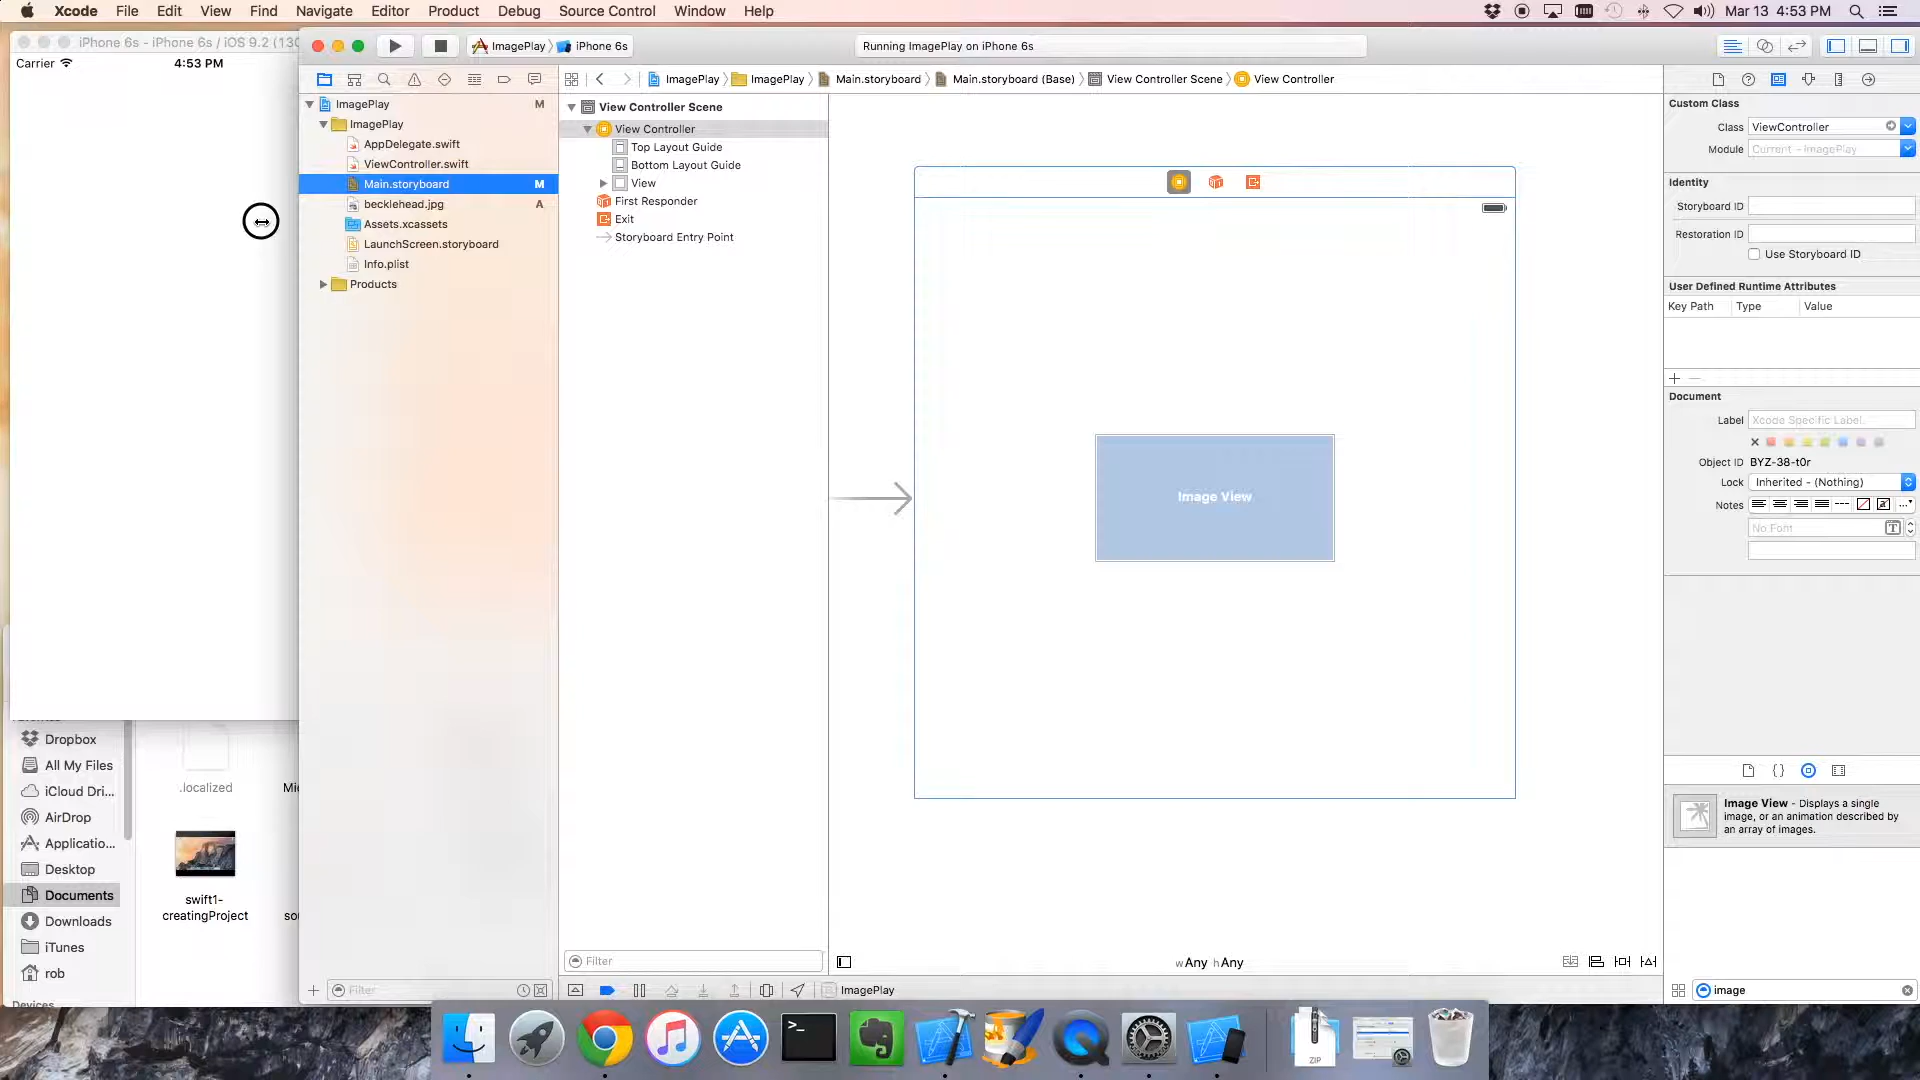 Xcode File Edit View Find Navigate Editor Product Debug Source Control Window Help Mar 13 4:53 PM
iPhone 6s - iPhone 6s / iOS 9.2 (13C
ImagePlay iPhone 6s Running ImagePlay on iPhone 6s
Carrier 4:53 PM
ImagePlay ImagePlay Main.storyboard Main.storyboard (Base) View Controller Scene View Controller
ImagePlay M
ImagePlay
AppDelegate.swift
ViewController.swift
Main.storyboard M
becklehead.jpg A
Assets.xcassets
LaunchScreen.storyboard
Info.plist
Products
View Controller Scene
View Controller
Top Layout Guide
Bottom Layout Guide
View
First Responder
Exit
Storyboard Entry Point
Image View
Custom Class
Class ViewController
Module Current - ImagePlay
Identity
Storyboard ID
Restoration ID
Use Storyboard ID
User Defined Runtime Attributes
Key Path Type Value
Document
Label Xcode Specific Label
Object ID BYZ-38-t0r
Lock Inherited - (Nothing)
Notes
No Font
Image View - Displays a single
image, or an animation described by
an array of images.
image
Dropbox
All My Files
iCloud Dri...
AirDrop
Applicatio...
Desktop
Documents
Downloads
iTunes
rob
Devices
.localized
Mi
swift1-
creatingProject
sou
Filter
Filter
wAny hAny
ImagePlay
ZIP